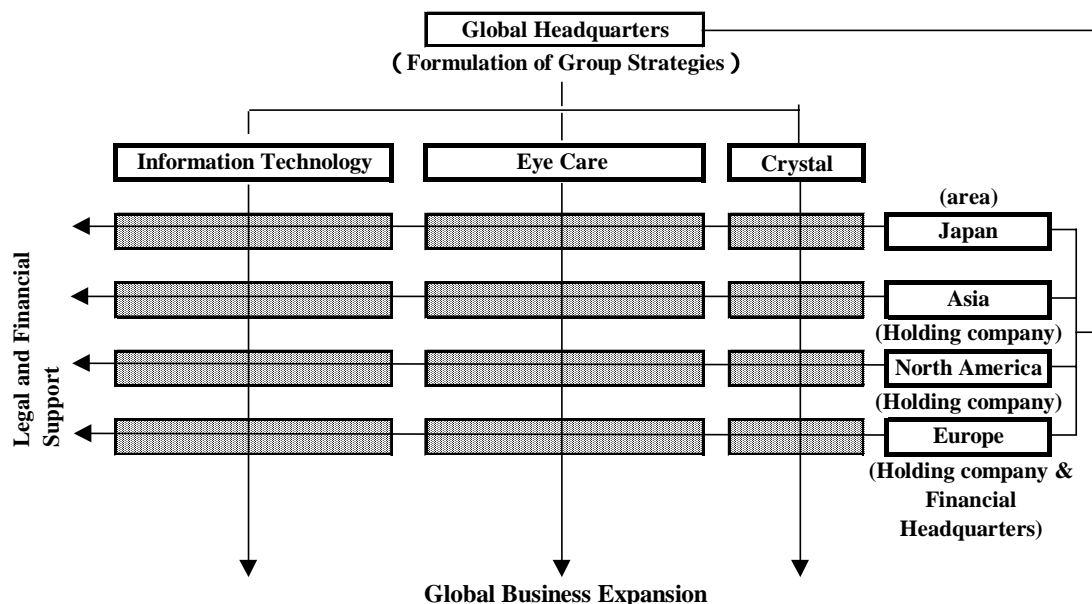 Global Headquarters
( Formulation of Group Strategies )
Information Technology
Eye Care
Crystal
(area)
Japan
Asia
(Holding company)
North America
(Holding company)
Europe
(Holding company &
Financial
Headquarters)
Legal and Financial
Support
Global Business Expansion